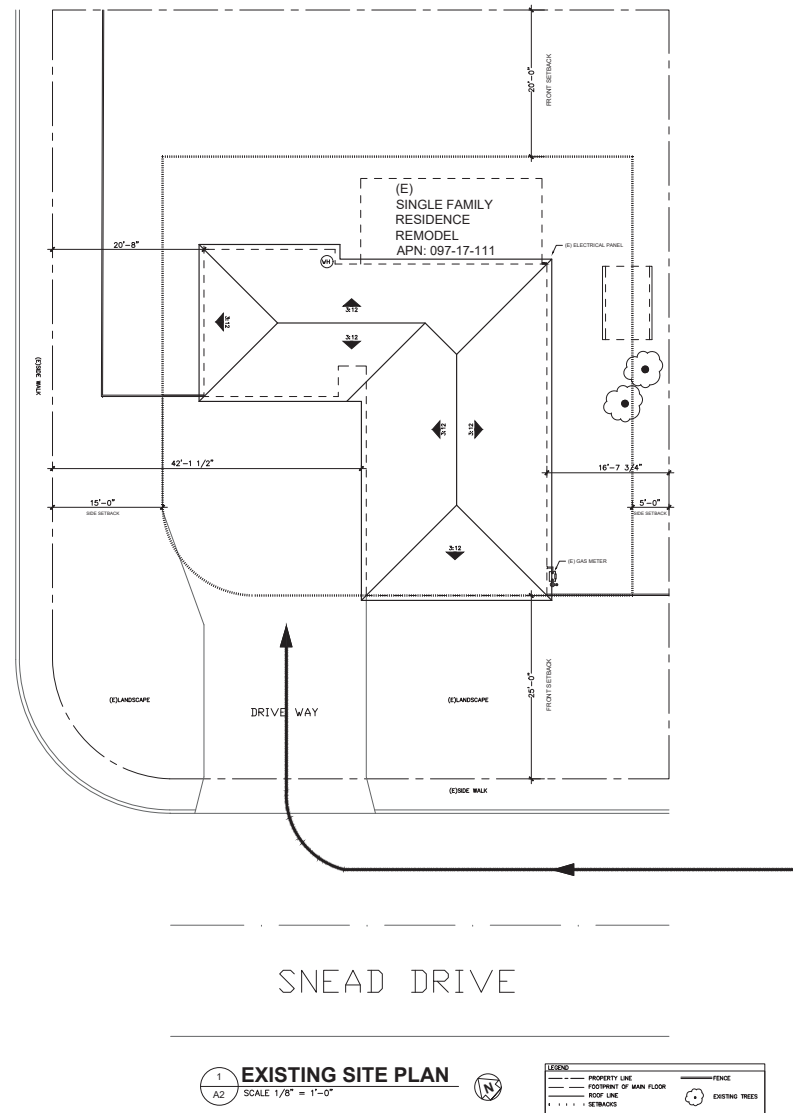 20'-0"
FRONT SETBACK
(E)
SINGLE FAMILY
RESIDENCE
REMODEL
APN: 097-17-111
(E) ELECTRICAL PANEL
20'-8"
WH
3:12
3:12
3:12
(E)SIDE WALK
3:12
3:12
42'-1 1/2"
16'-7 3/4"
15'-0"
SIDE SETBACK
5'-0"
SIDE SETBACK
3:12
(E) GAS METER
25'-0"
FRONT SETBACK
(E)LANDSCAPE
DRIVE WAY
(E)LANDSCAPE
(E)SIDE WALK
SNEAD DRIVE
1
A2
EXISTING SITE PLAN
SCALE 1/8" = 1'-0"
N
LEGEND
PROPERTY LINE
FOOTPRINT OF MAIN FLOOR
ROOF LINE
SETBACKS
FENCE
EXISTING TREES